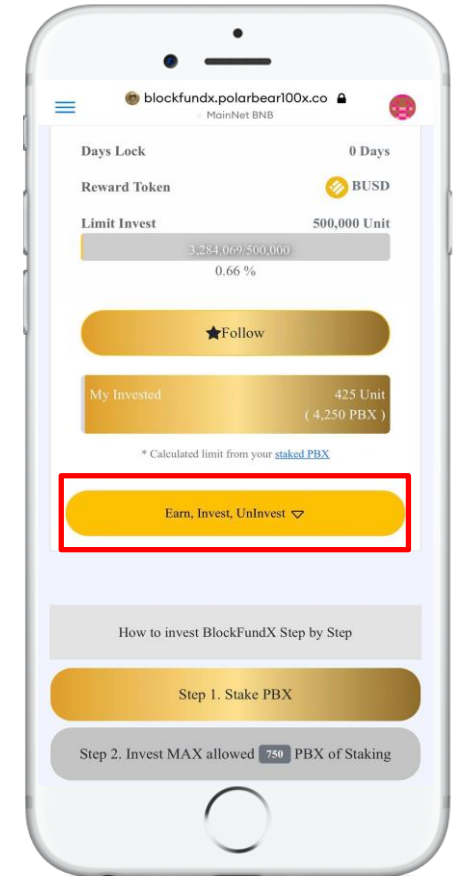 blockfundx.polarbear100x.co
MainNet BNB
Days Lock 0 Days
Reward Token BUSD
Limit Invest 500,000 Unit
3,284.069/500,000
0.66 %
★Follow
My Invested 425 Unit
( 4,250 PBX )
* Calculated limit from your staked PBX
Earn, Invest, UnInvest
How to invest BlockFundX Step by Step
Step 1. Stake PBX
Step 2. Invest MAX allowed 750 PBX of Staking